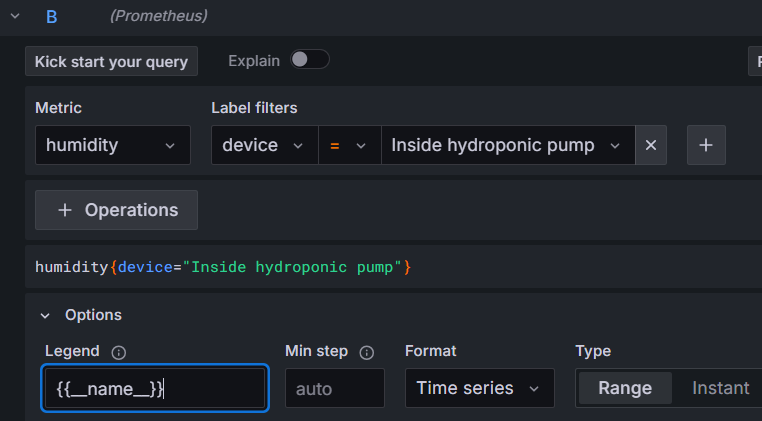 B (Prometheus)
Kick start your query Explain
Metric Label filters
humidity device = Inside hydroponic pump × +
+ Operations
humidity{device="Inside hydroponic pump"}
Options
Legend Min step Format Type
{{__name__}} auto Time series Range Instant